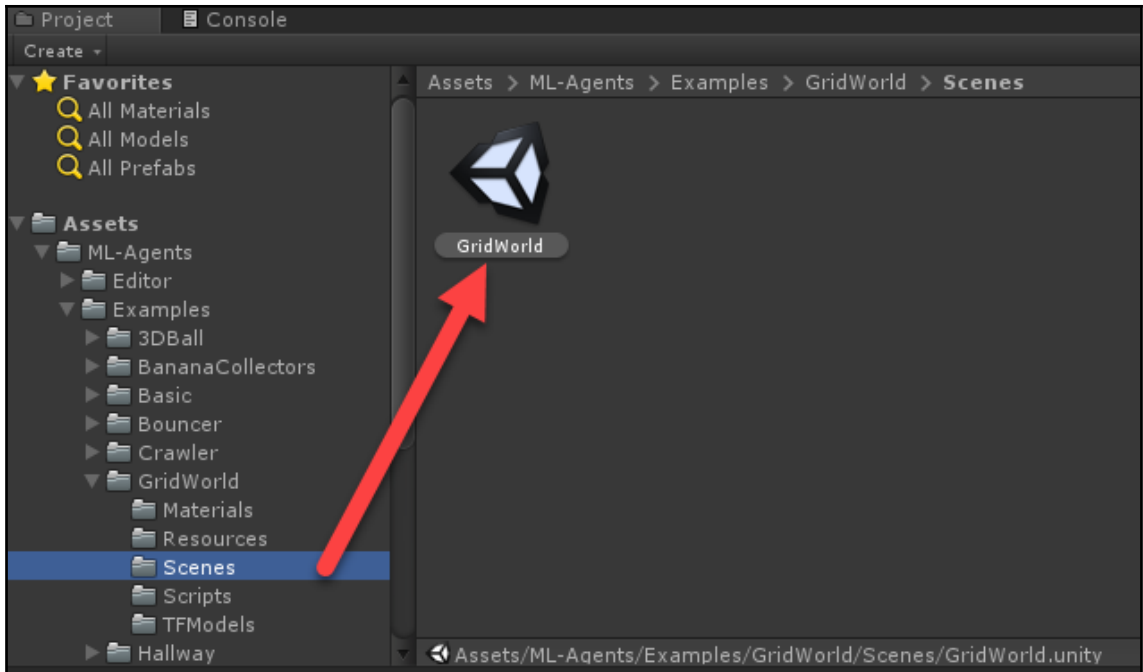 Project Console
Create
Favorites
All Materials
All Models
All Prefabs
Assets
ML-Agents
Editor
Examples
3DBall
BananaCollectors
Basic
Bouncer
Crawler
GridWorld
Materials
Resources
Scenes
Scripts
TFModels
Hallway
Assets > ML-Agents > Examples > GridWorld > Scenes
GridWorld
Assets/ML-Agents/Examples/GridWorld/Scenes/GridWorld.unity